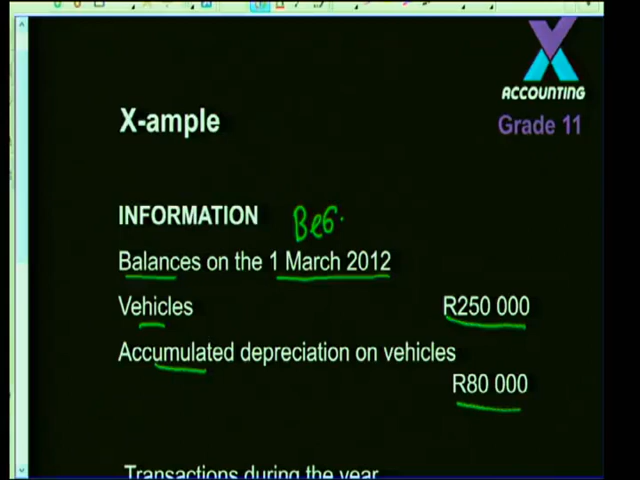 ACCOUNTING
Grade 11
X-ample
INFORMATION Beg.
Balances on the 1 March 2012
Vehicles R250 000
Accumulated depreciation on vehicles
R80 000
Transactions during the year